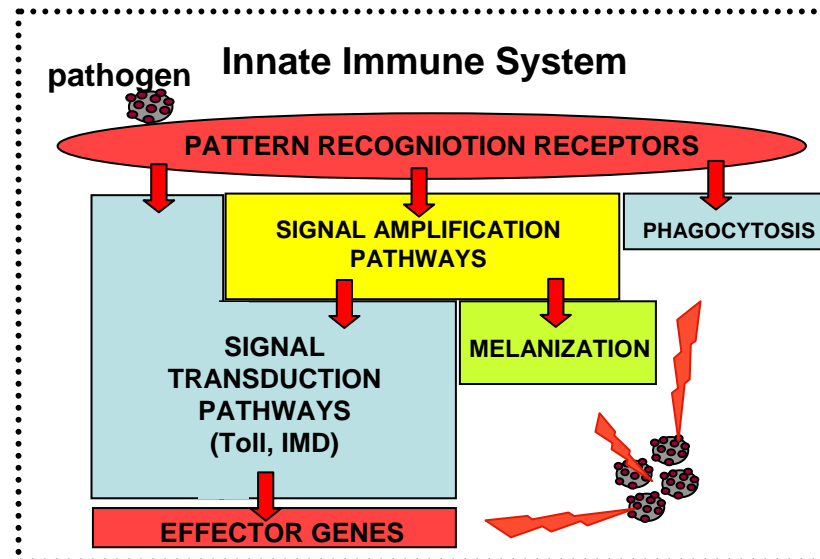 Innate Immune System
pathogen
PATTERN RECOGNIOTION RECEPTORS
SIGNAL AMPLIFICATION
PATHWAYS
PHAGOCYTOSIS
SIGNAL
TRANSDUCTION
PATHWAYS
(Toll, IMD)
MELANIZATION
EFFECTOR GENES